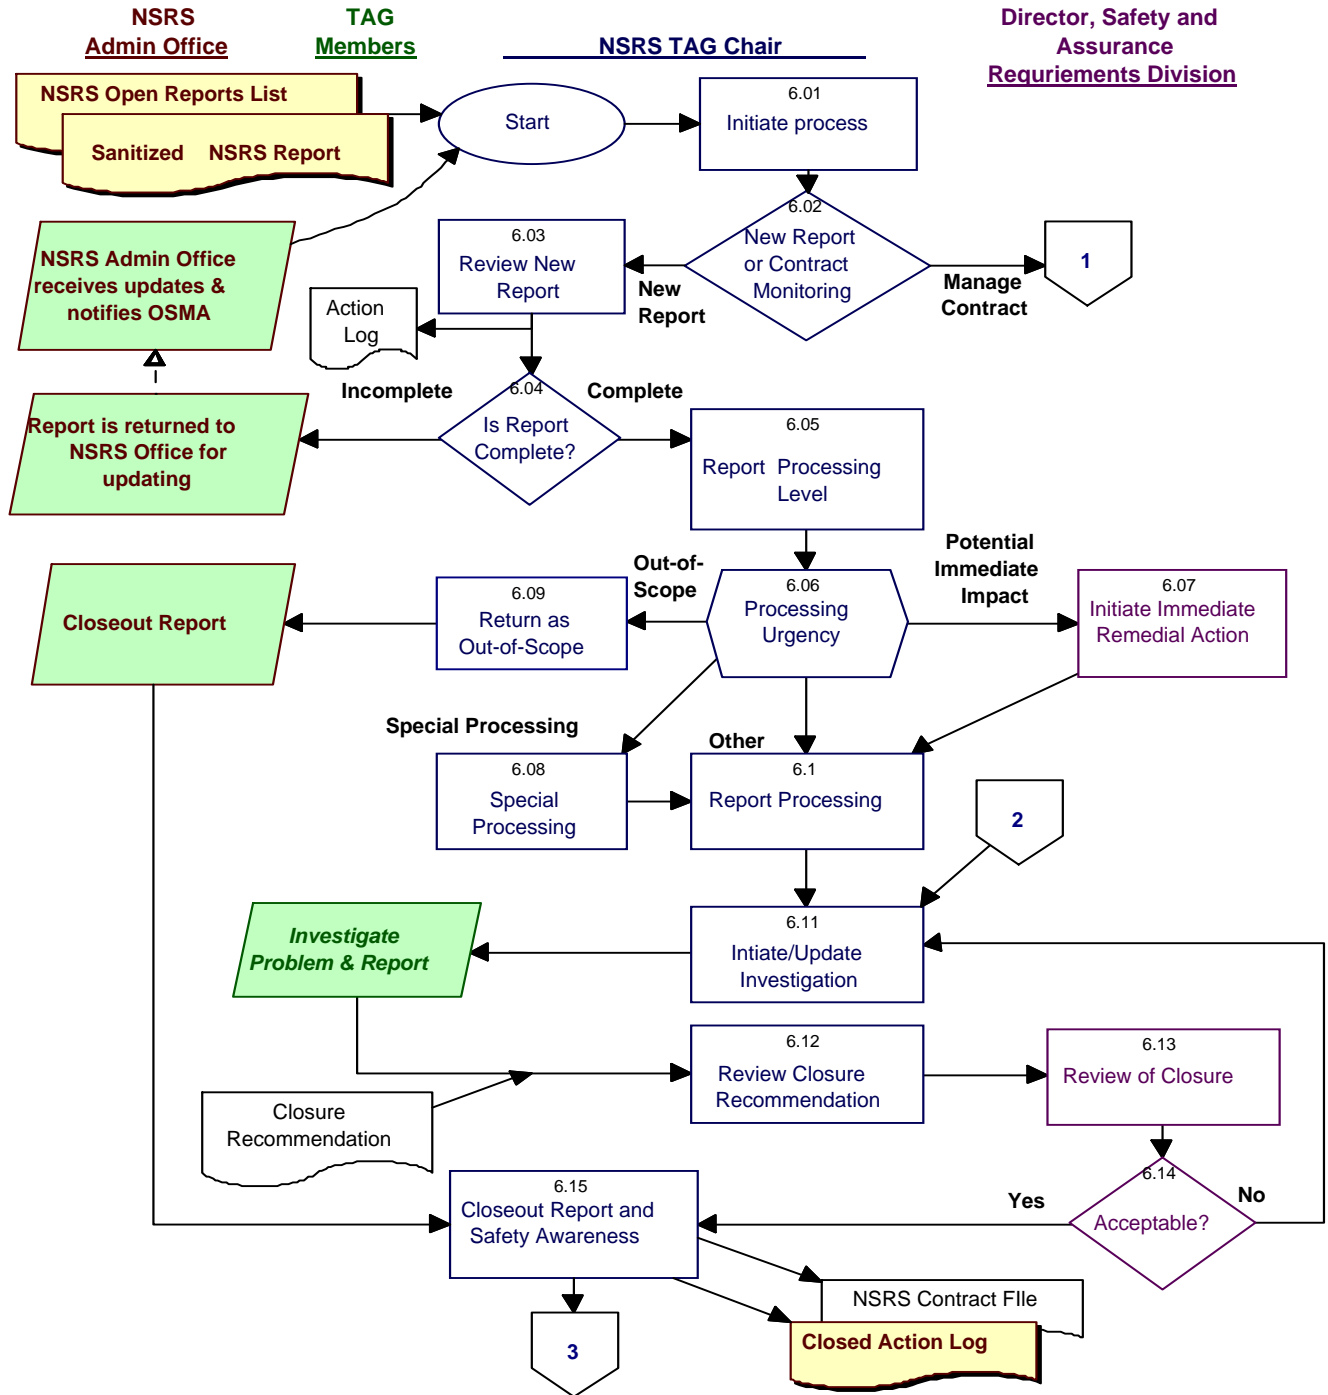 NSRS
Admin Office
TAG
Members
NSRS TAG Chair
Director, Safety and
Assurance
Requriements Division
NSRS Open Reports List
Sanitized NSRS Report
Start
6.01
Initiate process
6.02
New Report
or Contract
Monitoring
New
Report
Manage
Contract
1
6.03
Review New
Report
Action
Log
NSRS Admin Office
receives updates &
notifies OSMA
Incomplete
6.04
Is Report
Complete?
Complete
Report is returned to
NSRS Office for
updating
6.05
Report Processing
Level
6.06
Processing
Urgency
Out-of-
Scope
Potential
Immediate
Impact
6.07
Initiate Immediate
Remedial Action
6.09
Return as
Out-of-Scope
Closeout Report
Special Processing
Other
6.08
Special
Processing
6.1
Report Processing
2
6.11
Intiate/Update
Investigation
Investigate
Problem & Report
6.12
Review Closure
Recommendation
6.13
Review of Closure
Closure
Recommendation
6.14
Acceptable?
Yes
No
6.15
Closeout Report and
Safety Awareness
NSRS Contract FIle
Closed Action Log
3